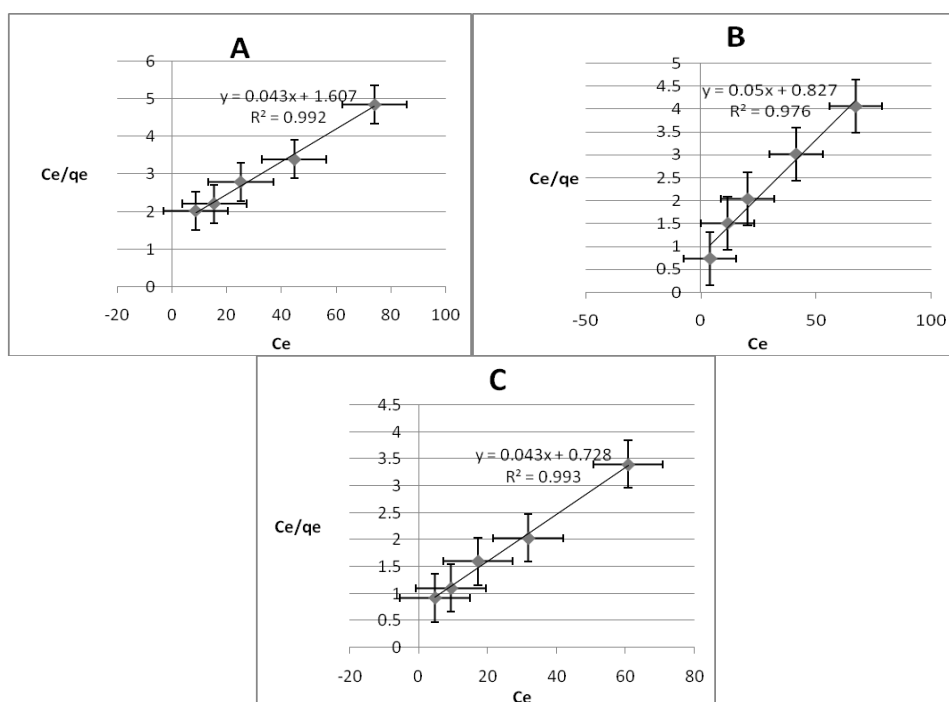 A
6
5
4
3
2
1
0
Ce/qe
y = 0.043x + 1.607
R² = 0.992
-20 0 20 40 60 80 100
Ce
B
5
4.5
4
3.5
3
2.5
2
1.5
1
0.5
0
Ce/qe
y = 0.05x + 0.827
R² = 0.976
-50 0 50 100
Ce
C
4.5
4
3.5
3
2.5
2
1.5
1
0.5
0
Ce/qe
y = 0.043x + 0.728
R² = 0.993
-20 0 20 40 60 80
Ce